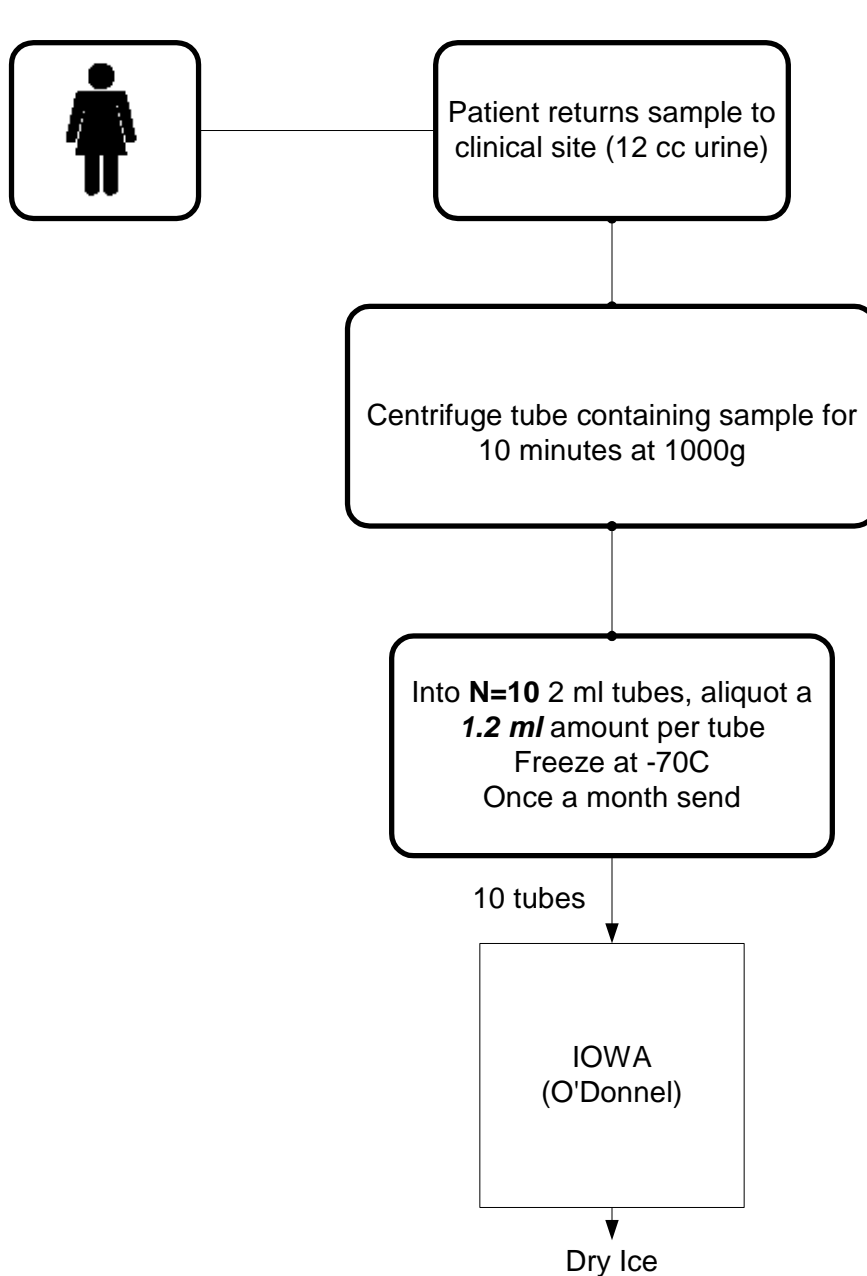 Patient returns sample to
clinical site (12 cc urine)
Centrifuge tube containing sample for
10 minutes at 1000g
Into N=10 2 ml tubes, aliquot a
1.2 ml amount per tube
Freeze at -70C
Once a month send
10 tubes
IOWA
(O'Donnel)
Dry Ice